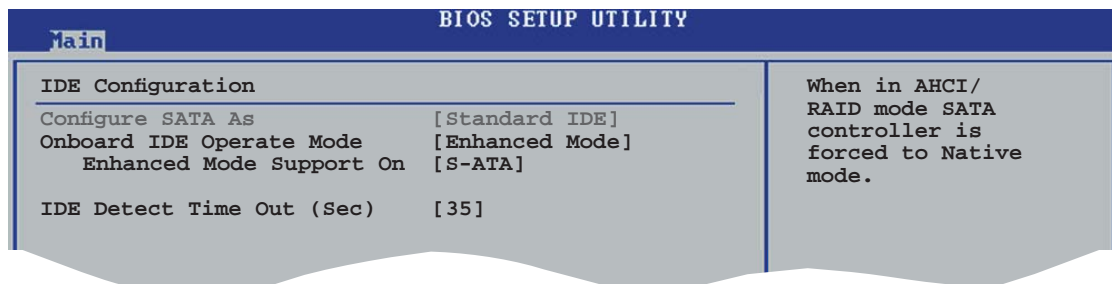 BIOS SETUP UTILITY
Main
IDE Configuration
Configure SATA As [Standard IDE]
Onboard IDE Operate Mode [Enhanced Mode]
Enhanced Mode Support On [S-ATA]
IDE Detect Time Out (Sec) [35]
When in AHCI/
RAID mode SATA
controller is
forced to Native
mode.